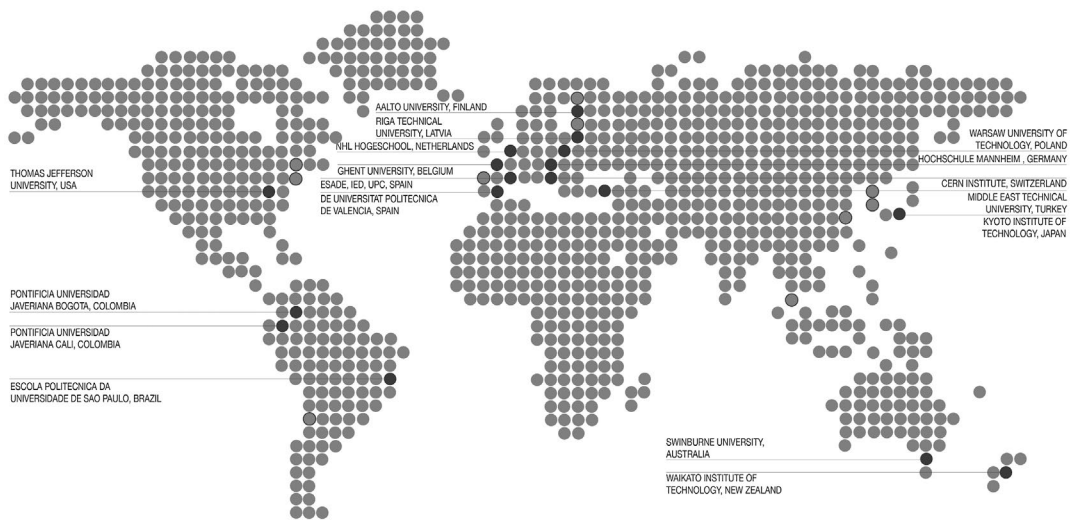 AALTO UNIVERSITY, FINLAND
RIGA TECHNICAL
UNIVERSITY, LATVIA
NHL HOGESCHOOL, NETHERLANDS
GHENT UNIVERSITY, BELGIUM
ESADE, IED, UPC, SPAIN
DE UNIVERSITAT POLITECNICA
DE VALENCIA, SPAIN
WARSAW UNIVERSITY OF
TECHNOLOGY, POLAND
HOCHSCHULE MANNHEIM , GERMANY
CERN INSTITUTE, SWITZERLAND
MIDDLE EAST TECHNICAL
UNIVERSITY, TURKEY
KYOTO INSTITUTE OF
TECHNOLOGY, JAPAN
THOMAS JEFFERSON
UNIVERSITY, USA
PONTIFICIA UNIVERSIDAD
JAVERIANA BOGOTA, COLOMBIA
PONTIFICIA UNIVERSIDAD
JAVERIANA CALI, COLOMBIA
ESCOLA POLITECNICA DA
UNIVERSIDADE DE SAO PAULO, BRAZIL
SWINBURNE UNIVERSITY,
AUSTRALIA
WAIKATO INSTITUTE OF
TECHNOLOGY, NEW ZEALAND